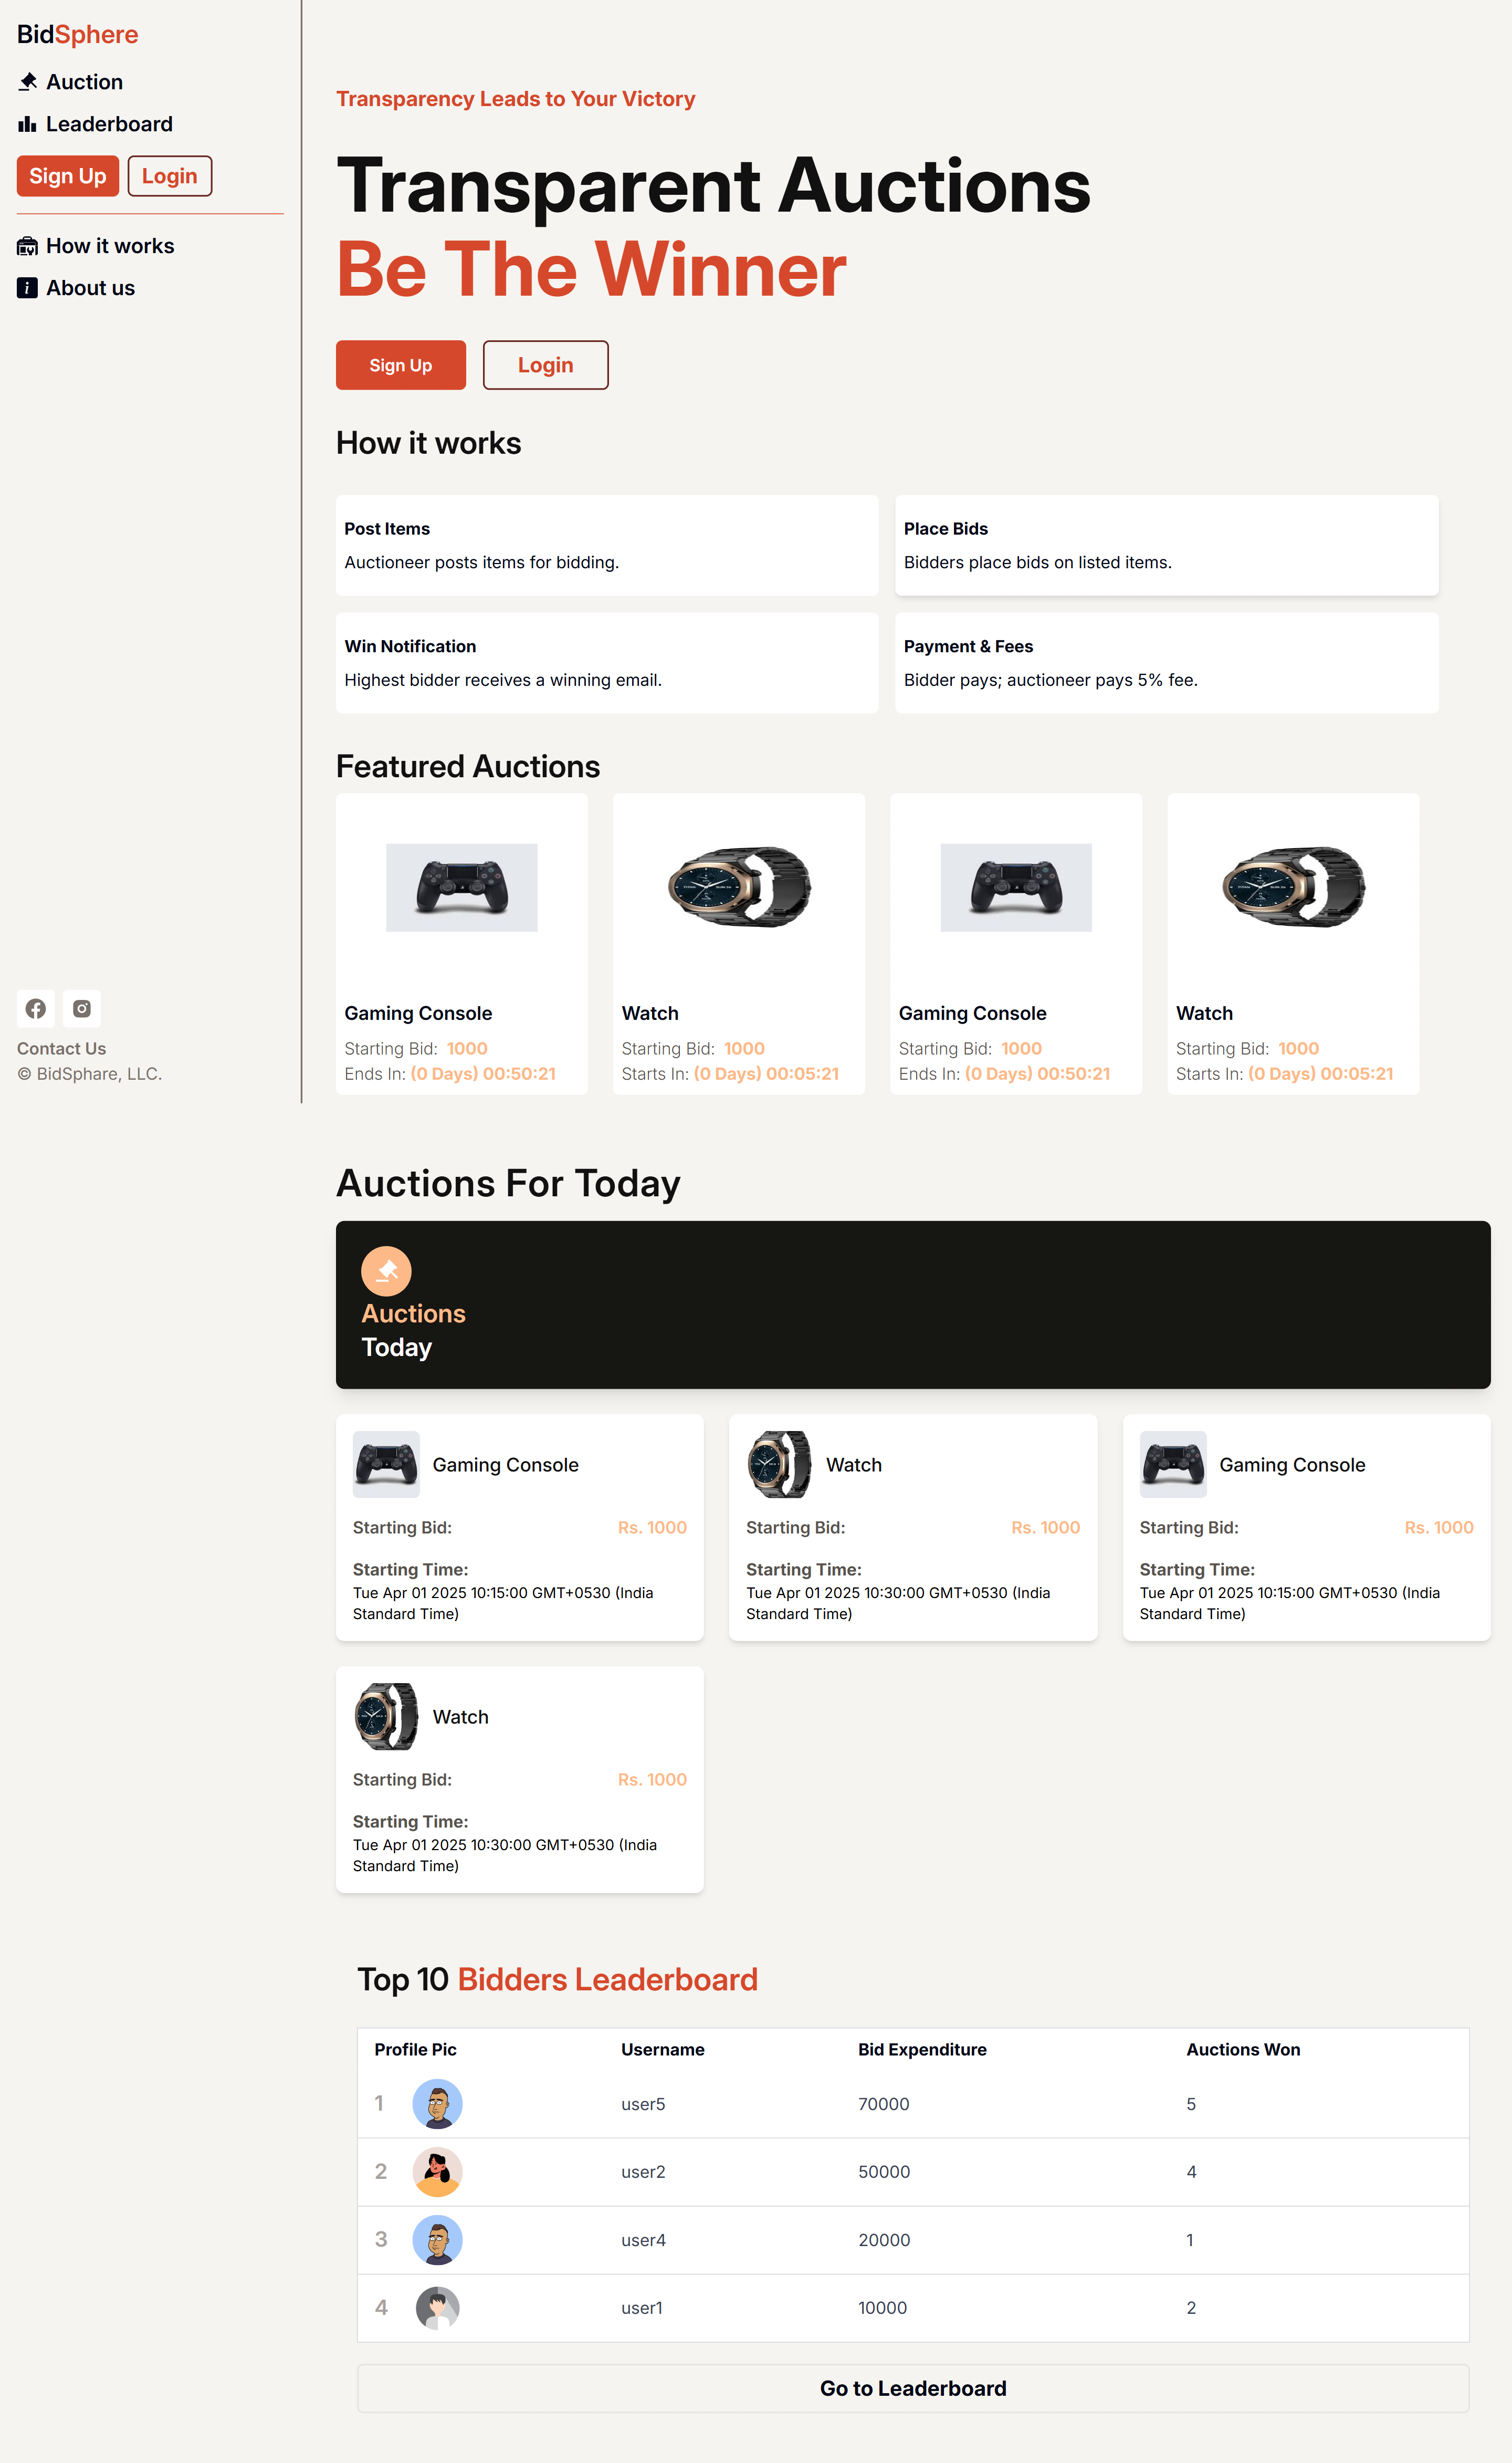 BidSphere
Auction
Leaderboard
Sign Up
Login
How it works
About us
Contact Us
© BidSphare, LLC.
Transparency Leads to Your Victory
Transparent Auctions
Be The Winner
Sign Up
Login
How it works
Post Items
Auctioneer posts items for bidding.
Place Bids
Bidders place bids on listed items.
Win Notification
Highest bidder receives a winning email.
Payment & Fees
Bidder pays; auctioneer pays 5% fee.
Featured Auctions
Gaming Console
Starting Bid: 1000
Ends In: (0 Days) 00:50:21
Watch
Starting Bid: 1000
Starts In: (0 Days) 00:05:21
Gaming Console
Starting Bid: 1000
Ends In: (0 Days) 00:50:21
Watch
Starting Bid: 1000
Starts In: (0 Days) 00:05:21
Auctions For Today
Auctions
Today
Gaming Console
Starting Bid: Rs. 1000
Starting Time:
Tue Apr 01 2025 10:15:00 GMT+0530 (India
Standard Time)
Watch
Starting Bid: Rs. 1000
Starting Time:
Tue Apr 01 2025 10:30:00 GMT+0530 (India
Standard Time)
Gaming Console
Starting Bid: Rs. 1000
Starting Time:
Tue Apr 01 2025 10:15:00 GMT+0530 (India
Standard Time)
Watch
Starting Bid: Rs. 1000
Starting Time:
Tue Apr 01 2025 10:30:00 GMT+0530 (India
Standard Time)
Top 10 Bidders Leaderboard
Profile Pic Username Bid Expenditure Auctions Won
1 user5 70000 5
2 user2 50000 4
3 user4 20000 1
4 user1 10000 2
Go to Leaderboard